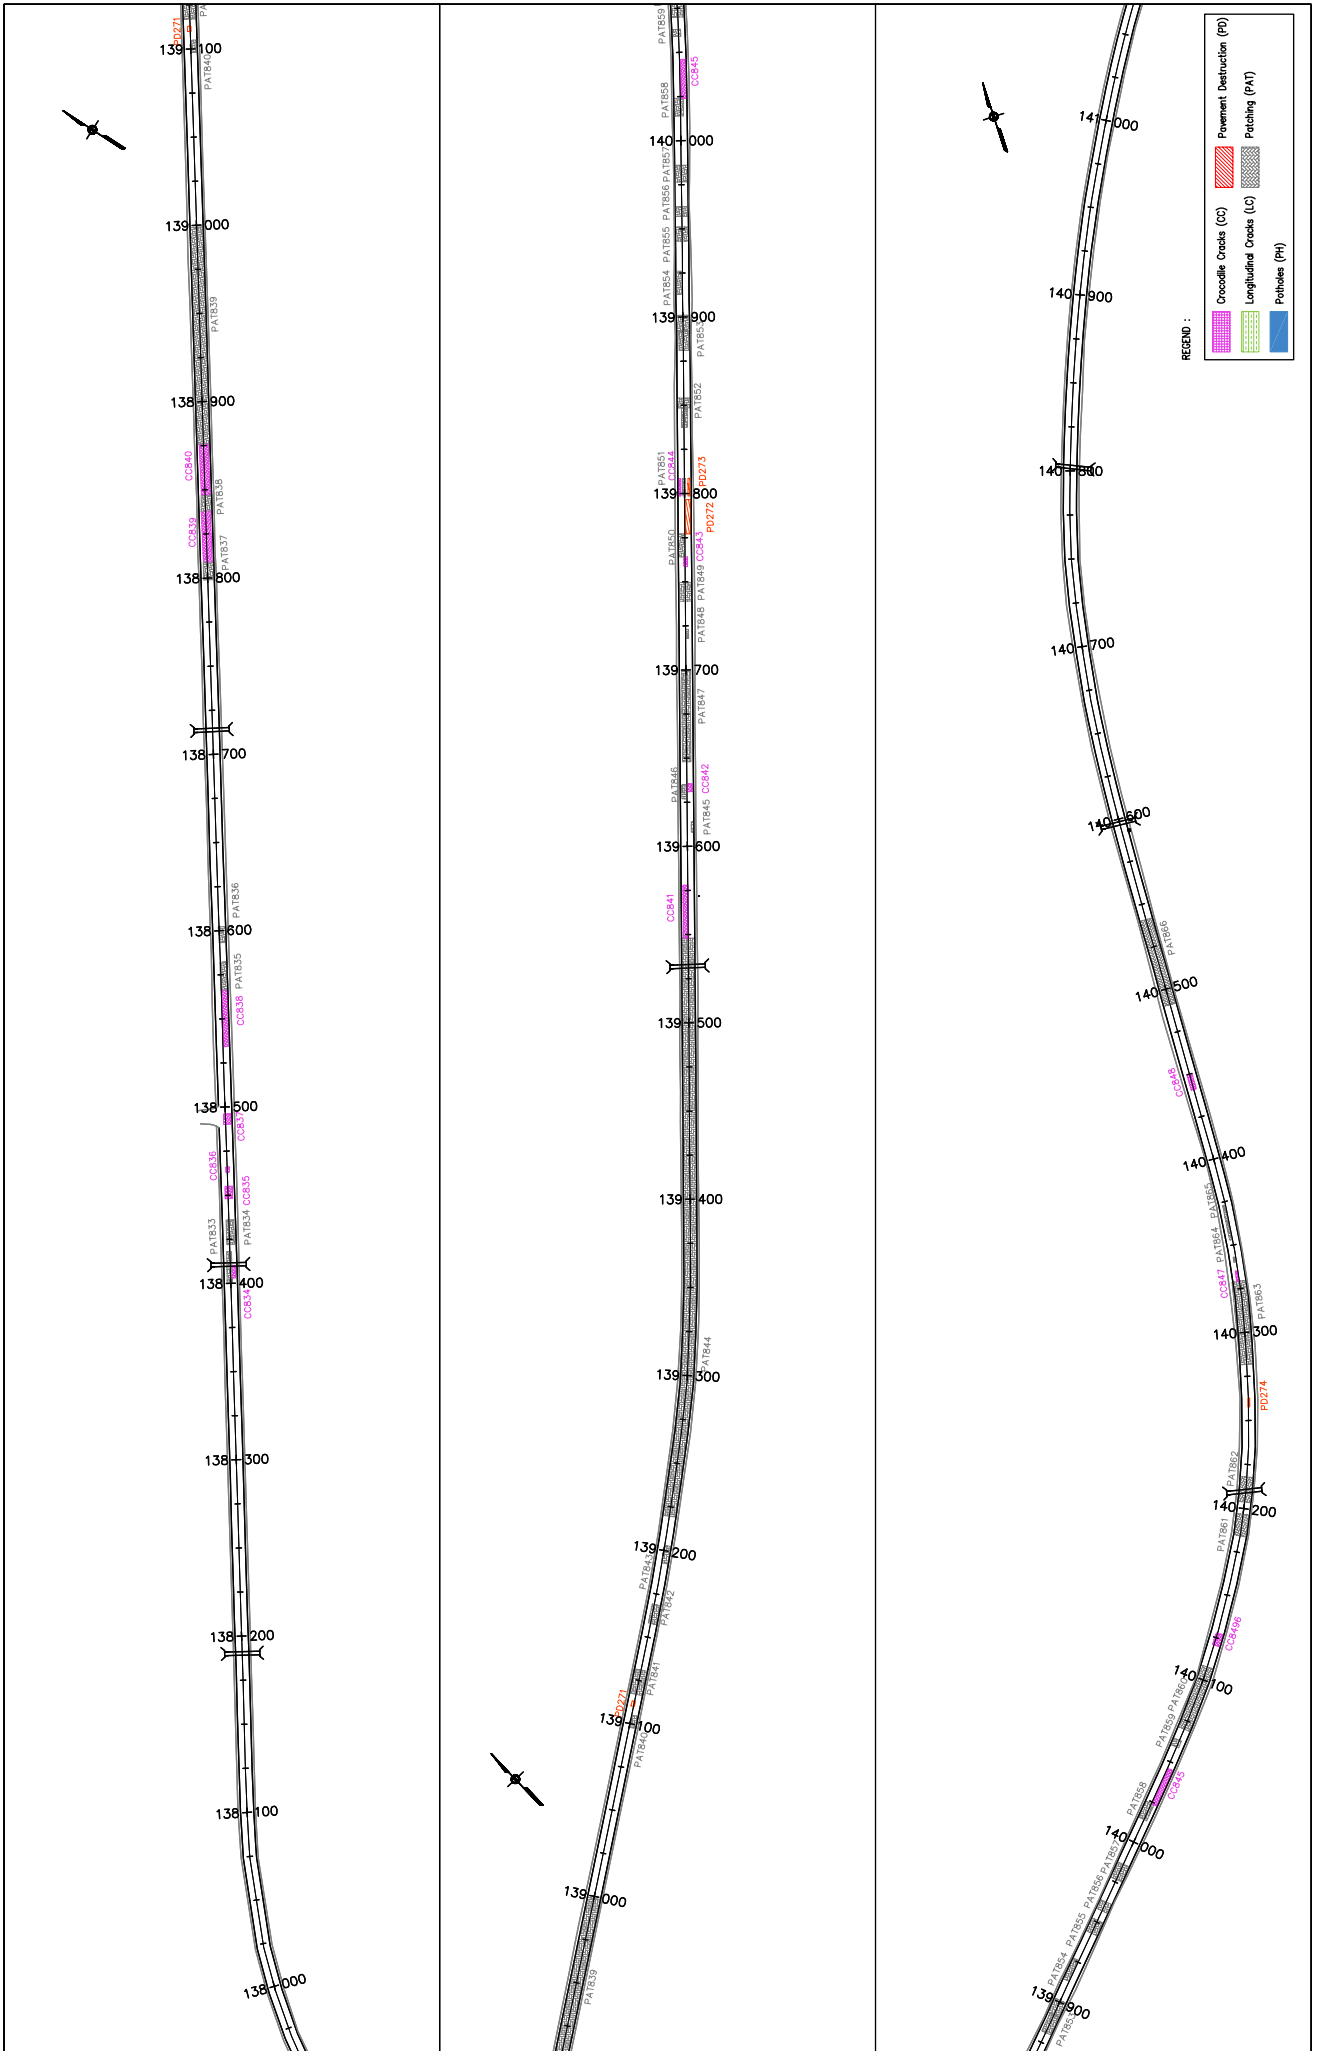 PD271
139 100
PAT840
139 000
PAT839
138 900
CC840
PAT838
CC839
PAT837
138 800
138 700
PAT836
138 600
PAT835
CC838
138 500
CC837
CC836
CC835
PAT834
PAT833
138 400
CC834
138 300
138 200
138 100
138 000
PAT859
CC845
PAT858
140 000
PAT857
PAT856
PAT855
PAT854
139 900
PAT853
PAT852
PAT851
CC844
PD273
139 800
PD272
PAT850
CC843
PAT849
PAT848
139 700
PAT847
PAT846
CC842
PAT845
139 600
CC841
139 500
139 400
PAT844
139 300
139 200
PAT843
PAT842
PAT841
PD271
139 100
PAT840
139 000
PAT839
REGEND :
Crocodile Cracks (CC)
Longitudinal Cracks (LC)
Potholes (PH)
Pavement Destruction (PD)
Patching (PAT)
141 000
140 900
140 800
140 700
140 600
PAT866
140 500
CC848
140 400
PAT865
PAT864
CC847
PAT863
140 300
PD274
PAT862
140 200
PAT861
CC8496
140 100
PAT860
PAT859
CC845
PAT858
140 000
PAT857
PAT856
PAT855
PAT854
139 900